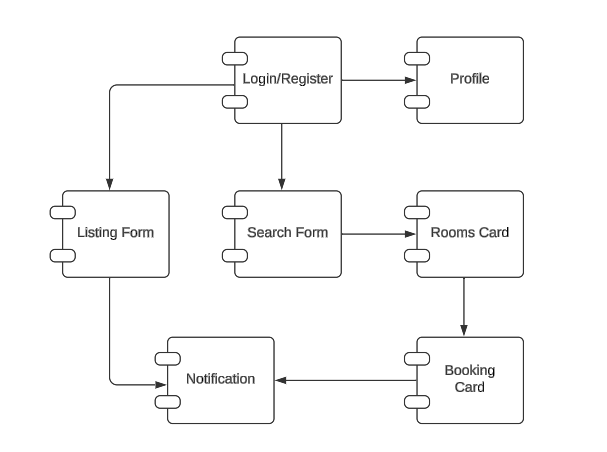 Login/Register
Profile
Listing Form
Search Form
Rooms Card
Notification
Booking
Card